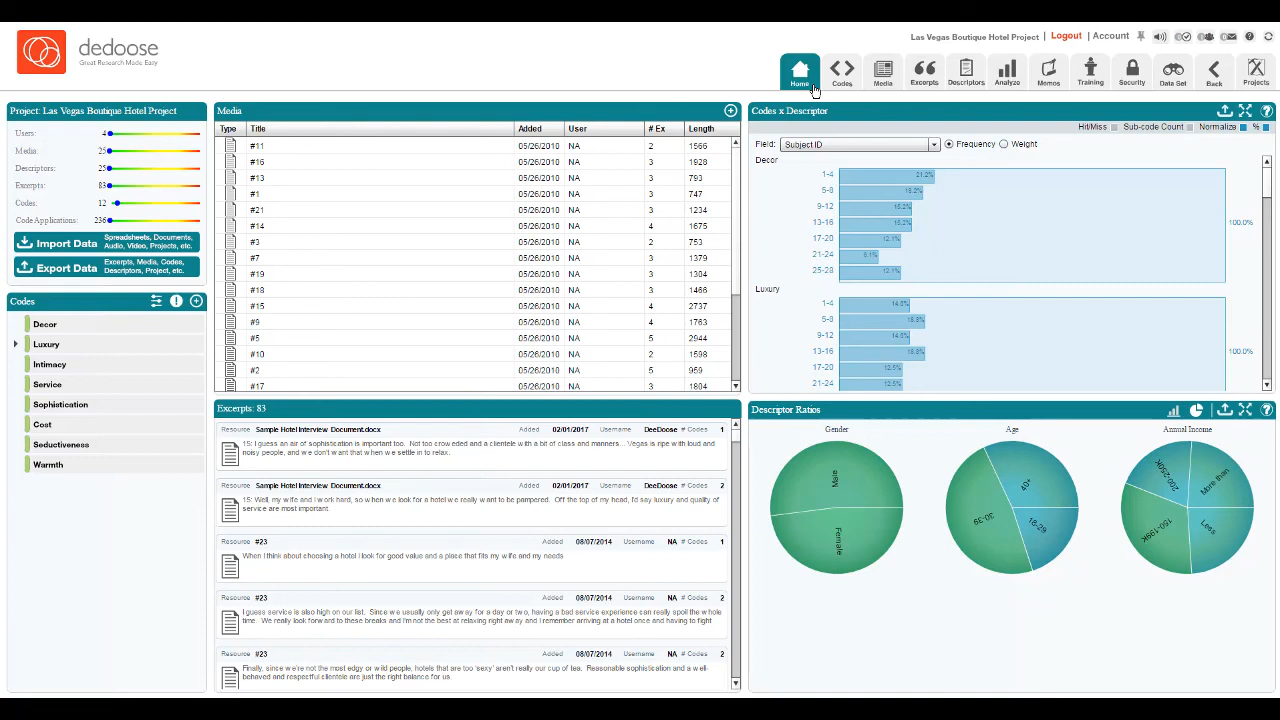 dedoose
Great Research Made Easy
Las Vegas Boutique Hotel Project | Logout | Account
Home Codes Media Excerpts Descriptors Analyze Memos Training Security Data Set Back Projects
Project: Las Vegas Boutique Hotel Project
Users: 4
Media: 25
Descriptors: 25
Excerpts: 83
Codes: 12
Code Applications: 236
Import Data Spreadsheets, Documents, Audio, Video, Projects, etc.
Export Data Excerpts, Media, Codes, Descriptors, Project, etc.
Codes
Decor
Luxury
Intimacy
Service
Sophistication
Cost
Seductiveness
Warmth
Media
Type Title Added User # Ex Length
#11 05/26/2010 NA 2 1566
#16 05/26/2010 NA 3 1928
#13 05/26/2010 NA 3 793
#1 05/26/2010 NA 3 747
#21 05/26/2010 NA 3 1234
#14 05/26/2010 NA 4 1675
#3 05/26/2010 NA 2 753
#7 05/26/2010 NA 3 1379
#19 05/26/2010 NA 3 1304
#18 05/26/2010 NA 3 1466
#15 05/26/2010 NA 4 2737
#9 05/26/2010 NA 4 1763
#5 05/26/2010 NA 5 2944
#10 05/26/2010 NA 2 1598
#2 05/26/2010 NA 5 959
#17 05/26/2010 NA 3 1804
Excerpts: 83
Resource Sample Hotel Interview Document.docx Added 02/01/2017 Username DeeDoose # Codes 1
15: I guess an air of sophistication is important too. Not too crowded and a clientele with a bit of class and manners... Vegas is ripe with loud and
noisy people, and we don't want that when we settle in to relax.
Resource Sample Hotel Interview Document.docx Added 02/01/2017 Username DeeDoose # Codes 2
15: Well, my wife and I work hard, so when we look for a hotel we really want to be pampered. Off the top of my head, I'd say luxury and quality of
service are most important
Resource #23 Added 08/07/2014 Username NA # Codes 1
When I think about choosing a hotel I look for good value and a place that fits my wife and my needs
Resource #23 Added 08/07/2014 Username NA # Codes 2
I guess service is also high on our list. Since we usually only get away for a day or two, having a bad service experience can really spoil the whole
time. We really look forward to these breaks and I'm not the best at relaxing right away and I remember arriving at a hotel once and having to fight
Resource #23 Added 08/07/2014 Username NA # Codes 2
Finally, since we're not the most edgy or wild people, hotels that are too 'sexy' aren't really our cup of tea. Reasonable sophistication and a well-
behaved and respectful clientele are just the right balance for us.
Codes x Descriptor
Hit/Miss Sub-code Count Normalize %
Field: Subject ID Frequency Weight
Decor
1-4 21.2%
5-8 18.2%
9-12 15.2%
13-16 15.2%
17-20 12.1%
21-24 6.1%
25-28 12.1%
100.0%
Luxury
1-4 14.6%
5-8 18.8%
9-12 14.6%
13-16 18.8%
17-20 12.5%
21-24 12.5%
100.0%
Descriptor Ratios
Gender
Male
Female
Age
40+
30-39
18-29
Annual Income
200-250K
More than
150-199K
Less